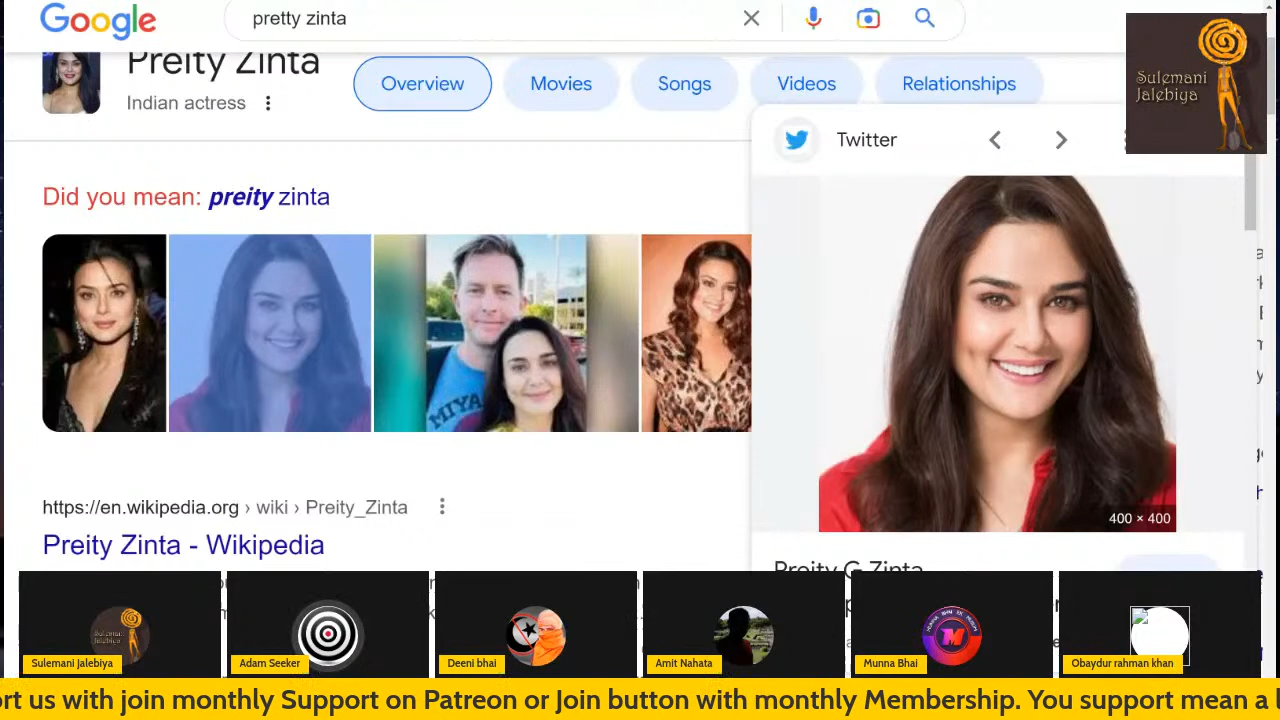 Google
pretty zinta
Sulemani
Jalebiya
Preity Zinta
Indian actress
Overview
Movies
Songs
Videos
Relationships
Twitter
Did you mean: preity zinta
MIYA
400 × 400
https://en.wikipedia.org › wiki › Preity_Zinta
Preity Zinta - Wikipedia
Preity G Zinta
Sulemani Jalebiya
Adam Seeker
Deeni bhai
Amit Nahata
Munna Bhai
M
Obaydur rahman khan
rt us with join monthly Support on Patreon or Join button with monthly Membership. You support mean a